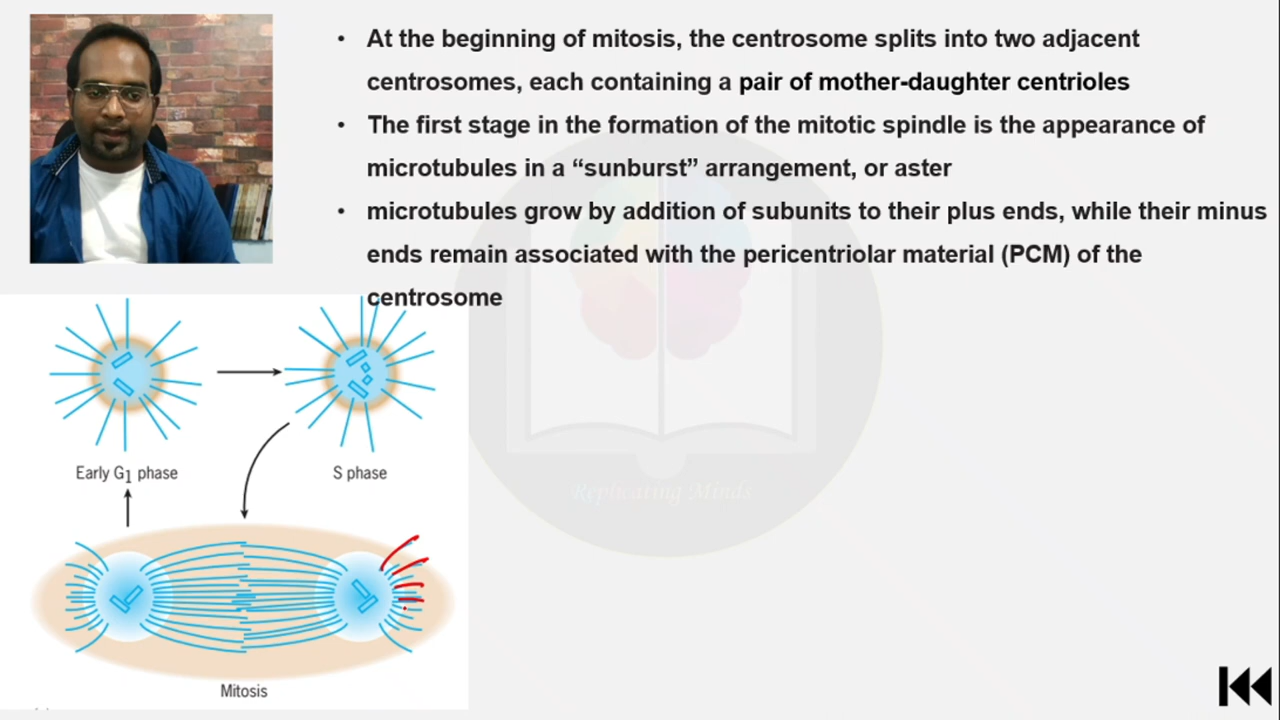 • At the beginning of mitosis, the centrosome splits into two adjacent
centrosomes, each containing a pair of mother-daughter centrioles
• The first stage in the formation of the mitotic spindle is the appearance of
microtubules in a “sunburst” arrangement, or aster
• microtubules grow by addition of subunits to their plus ends, while their minus
ends remain associated with the pericentriolar material (PCM) of the
centrosome
Early G1 phase
S phase
Minds
Mitosis